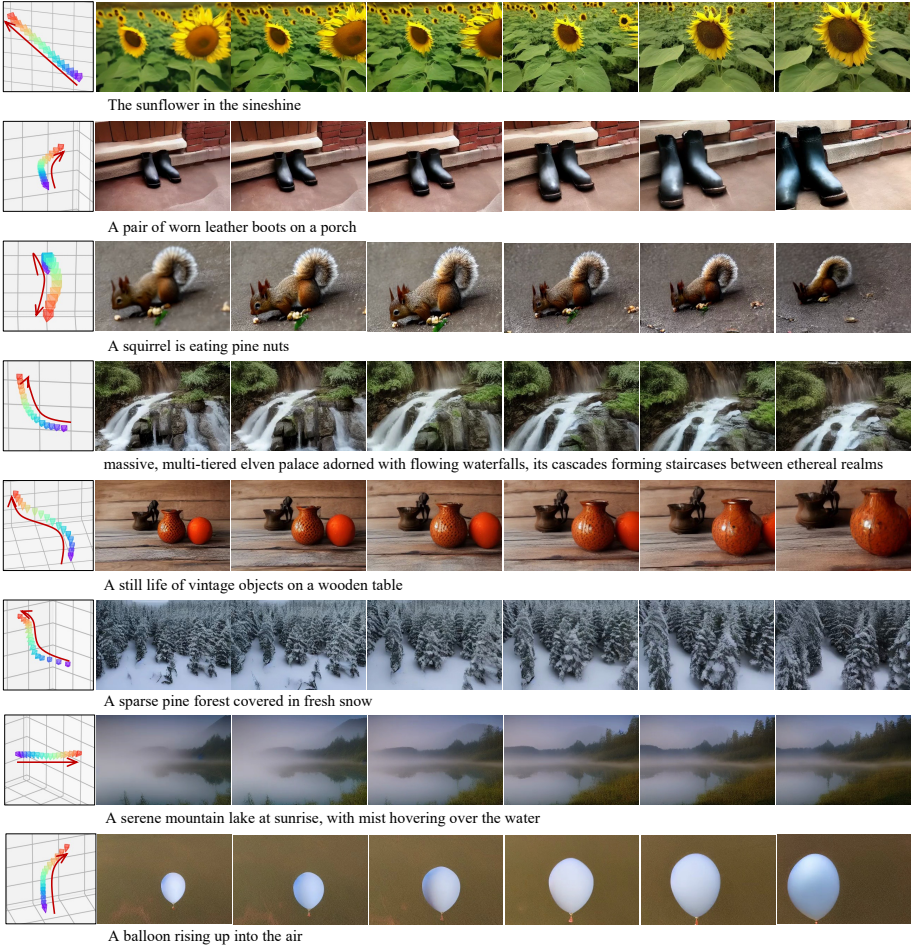 The sunflower in the sineshine
A pair of worn leather boots on a porch
A squirrel is eating pine nuts
massive, multi-tiered elven palace adorned with flowing waterfalls, its cascades forming staircases between ethereal realms
A still life of vintage objects on a wooden table
A sparse pine forest covered in fresh snow
A serene mountain lake at sunrise, with mist hovering over the water
A balloon rising up into the air